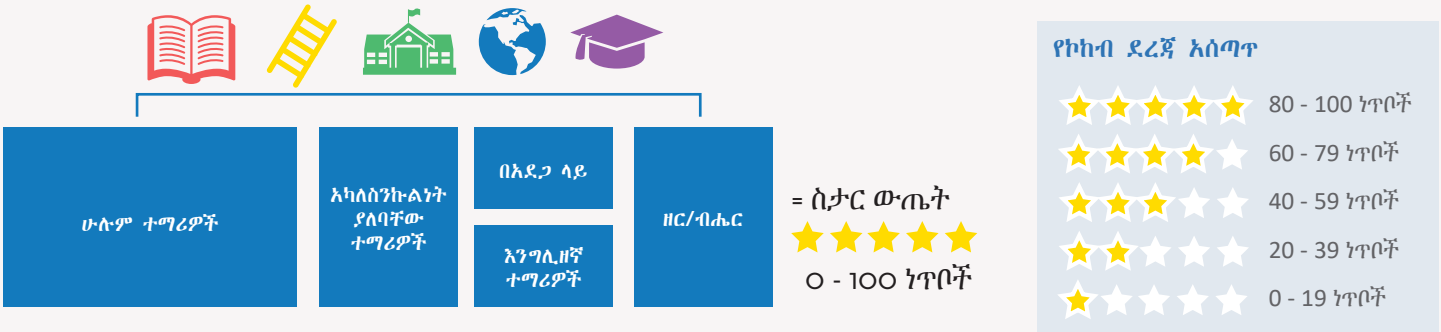 ሁሉም ተማሪዎች
አካለስንኩልነት
ያለባቸው
ተማሪዎች
በአደጋ ላይ
እንግሊዘኛ
ተማሪዎች
ዘር/ብሔር
= ስታር ውጤት
0 - 100 ነጥቦች
የኮከብ ደረጃ አሰጣጥ
80 - 100 ነጥቦች
60 - 79 ነጥቦች
40 - 59 ነጥቦች
20 - 39 ነጥቦች
0 - 19 ነጥቦች